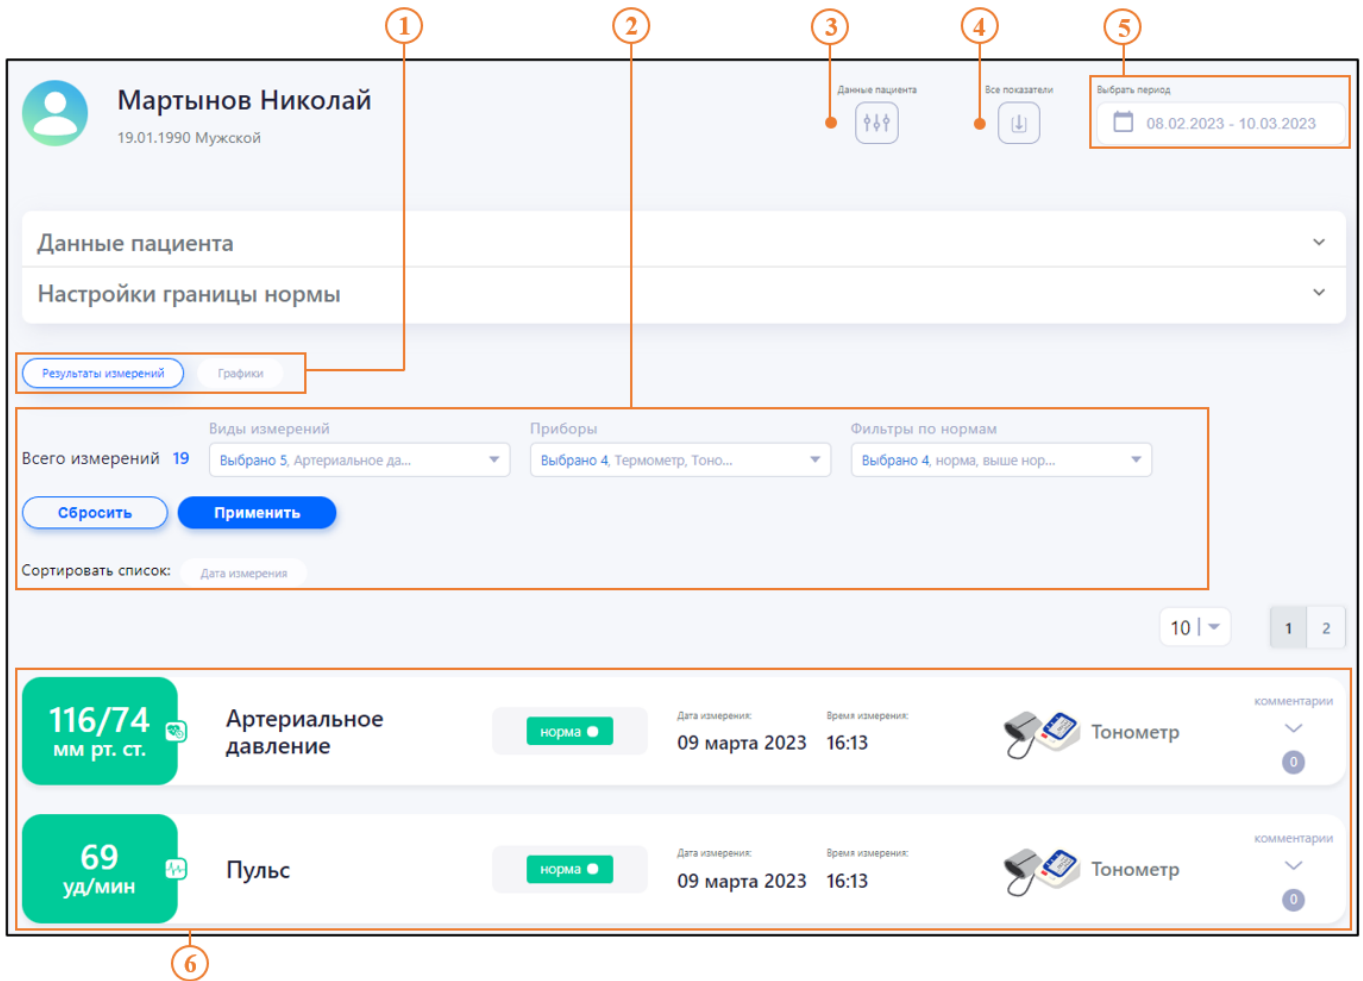 1
2
3
4
5
Мартынов Николай
19.01.1990 Мужской
Данные пациента
Все показатели
Выбрать период
08.02.2023 - 10.03.2023
Данные пациента
Настройки границы нормы
Результаты измерений
Графики
Виды измерений
Приборы
Фильтры по нормам
Всего измерений 19
Выбрано 5, Артериальное да...
Выбрано 4, Термометр, Тоно...
Выбрано 4, норма, выше нор...
Сбросить
Применить
Сортировать список:
Дата измерения
10
1
2
116/74
мм рт. ст.
Артериальное
давление
норма
Дата измерения:
09 марта 2023
Время измерения:
16:13
Тонометр
комментарии
0
69
уд/мин
Пульс
норма
Дата измерения:
09 марта 2023
Время измерения:
16:13
Тонометр
комментарии
0
6